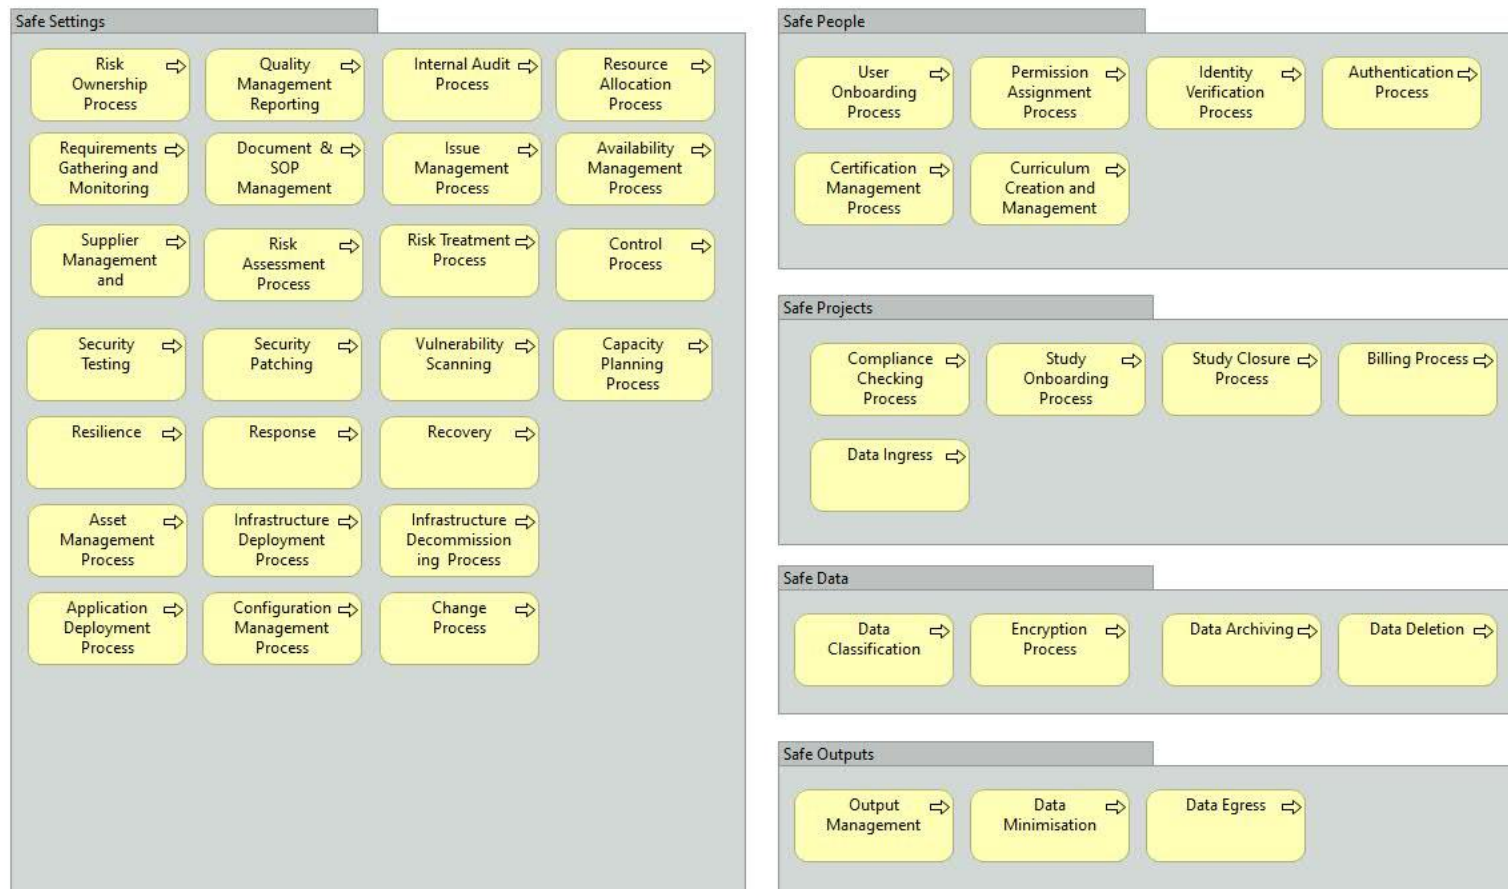 Safe Settings
Risk
Ownership
Process
Quality
Management
Reporting
Internal Audit
Process
Resource
Allocation
Process
Requirements
Gathering and
Monitoring
Document & 
SOP
Management
Issue
Management
Process
Availability
Management
Process
Supplier
Management
and
Risk
Assessment
Process
Risk Treatment
Process
Control
Process
Security
Testing
Security
Patching
Vulnerability
Scanning
Capacity
Planning
Process
Resilience
Response
Recovery
Asset
Management
Process
Infrastructure
Deployment
Process
Infrastructure
Decommission
ing Process
Application
Deployment
Process
Configuration
Management
Process
Change
Process
Safe People
User
Onboarding
Process
Permission
Assignment
Process
Identity
Verification
Process
Authentication
Process
Certification
Management
Process
Curriculum
Creation and
Management
Safe Projects
Compliance
Checking
Process
Study
Onboarding
Process
Study Closure
Process
Billing Process
Data Ingress
Safe Data
Data
Classification
Encryption
Process
Data Archiving
Data Deletion
Safe Outputs
Output
Management
Data
Minimisation
Data Egress